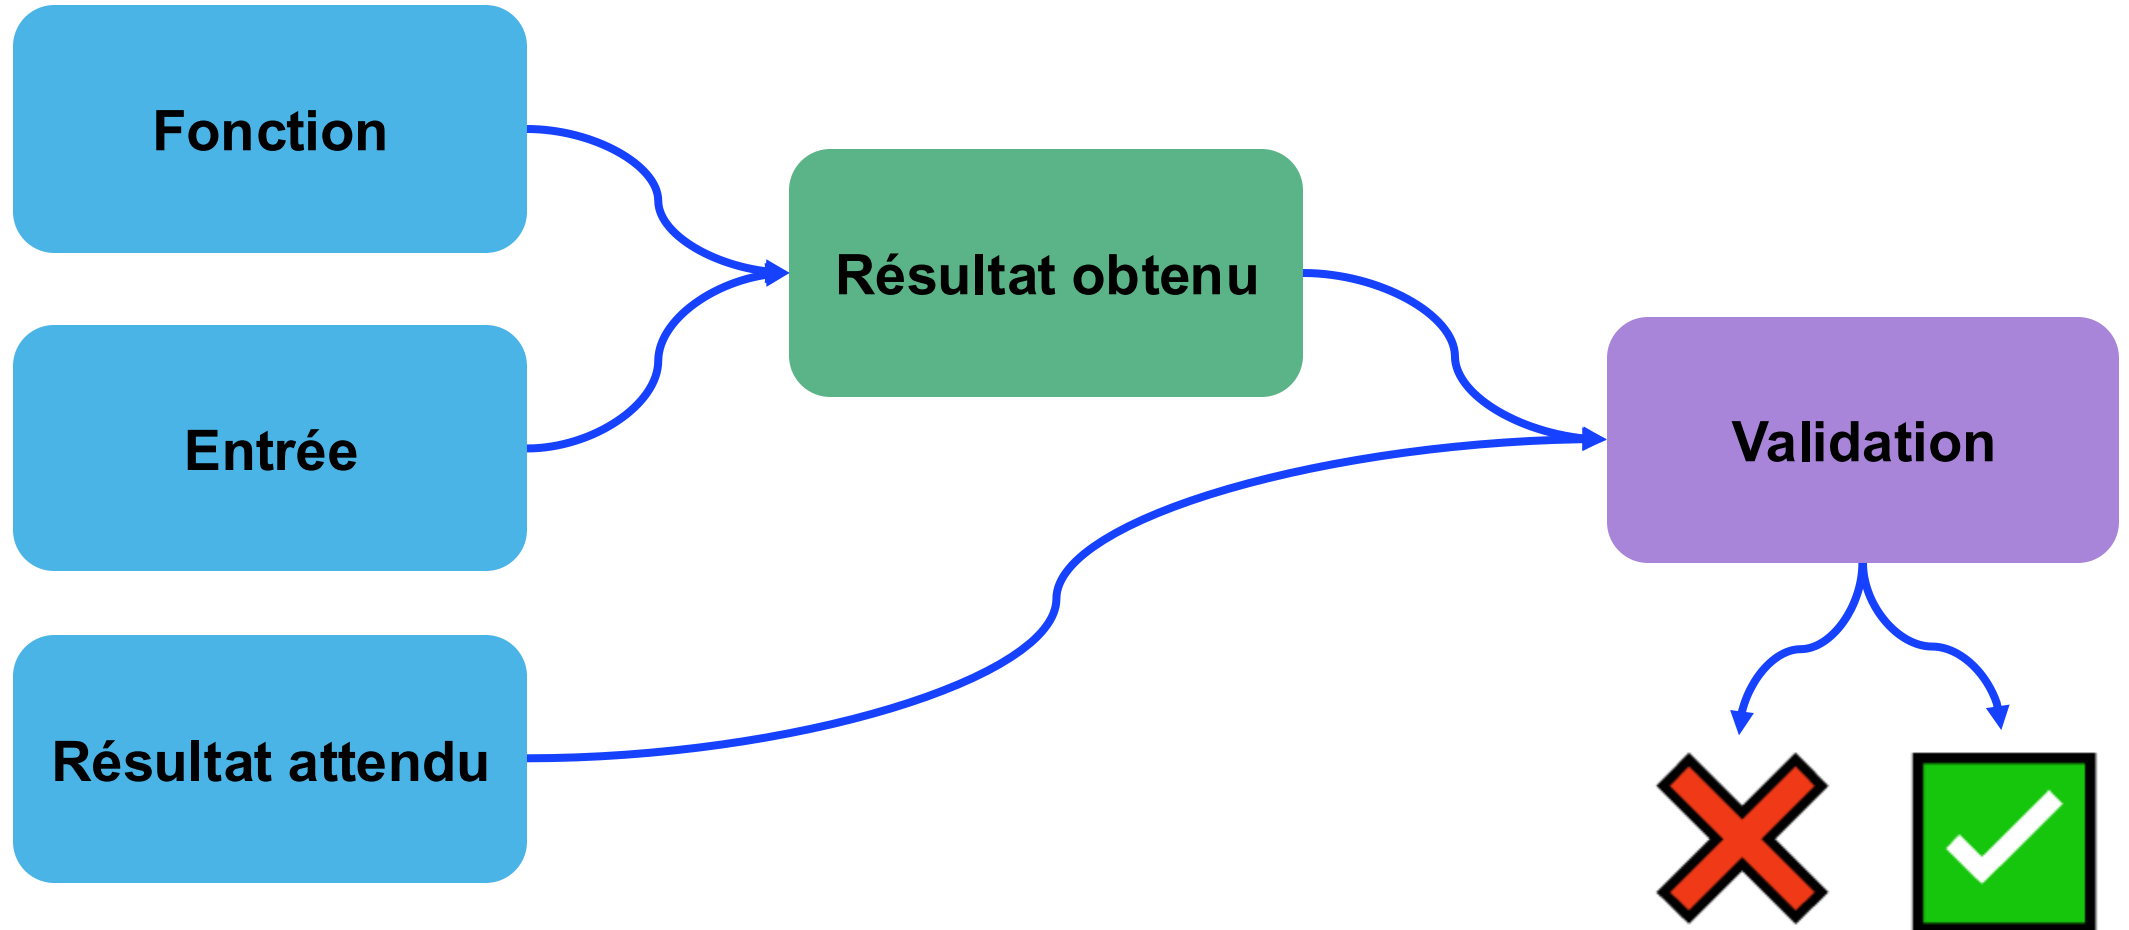 Fonction
Résultat obtenu
Entrée
Validation
Résultat attendu